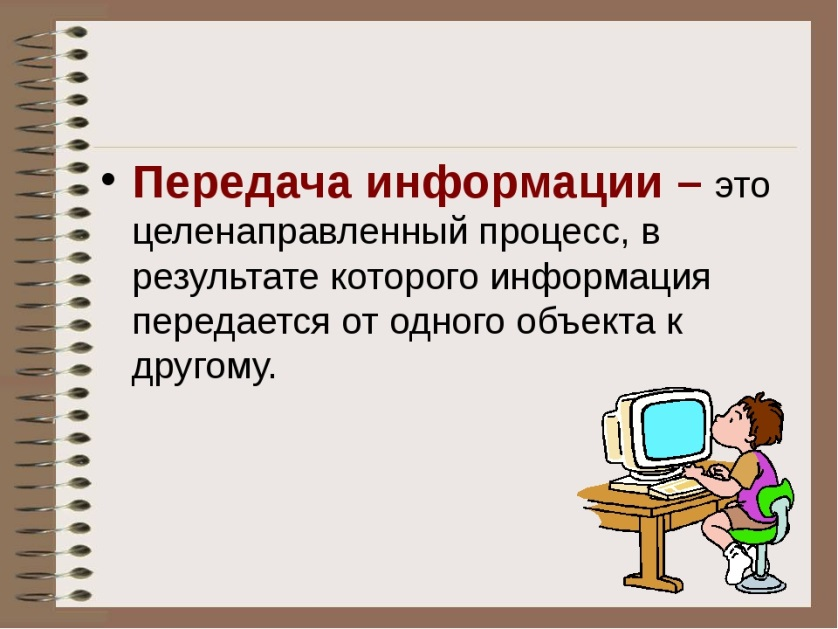 • Передача информации – это
целенаправленный процесс, в
результате которого информация
передается от одного объекта к
другому.